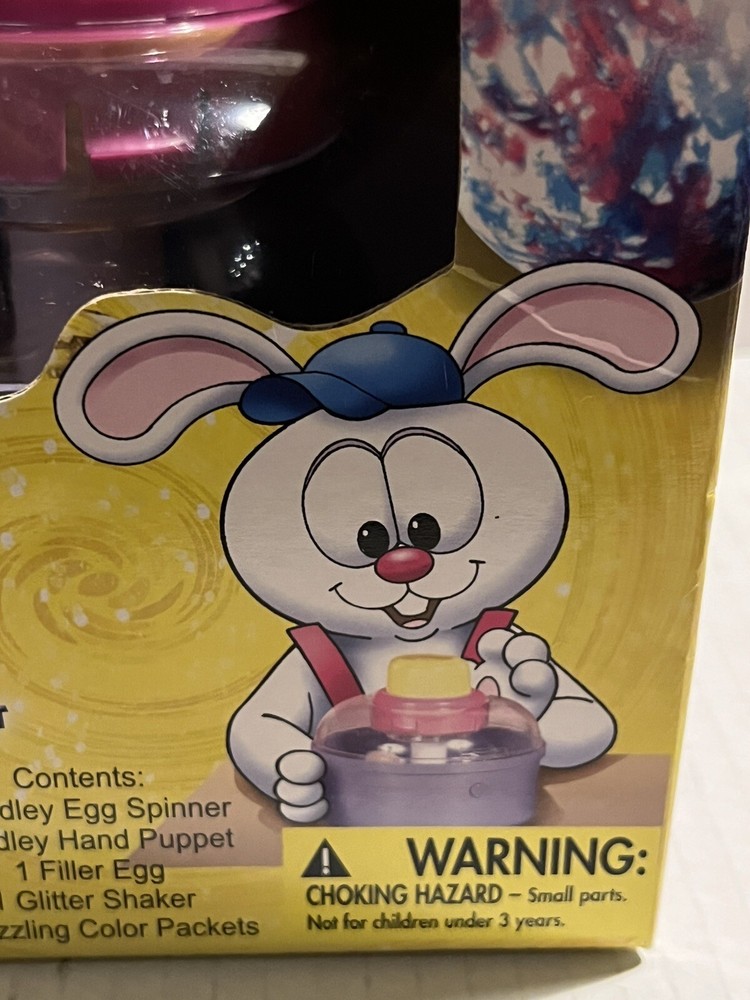 T
Contents:
dley Egg Spinner
dley Hand Puppet
1 Filler Egg
Glitter Shaker
zzling Color Packets
WARNING:
CHOKING HAZARD – Small parts.
Not for children under 3 years.